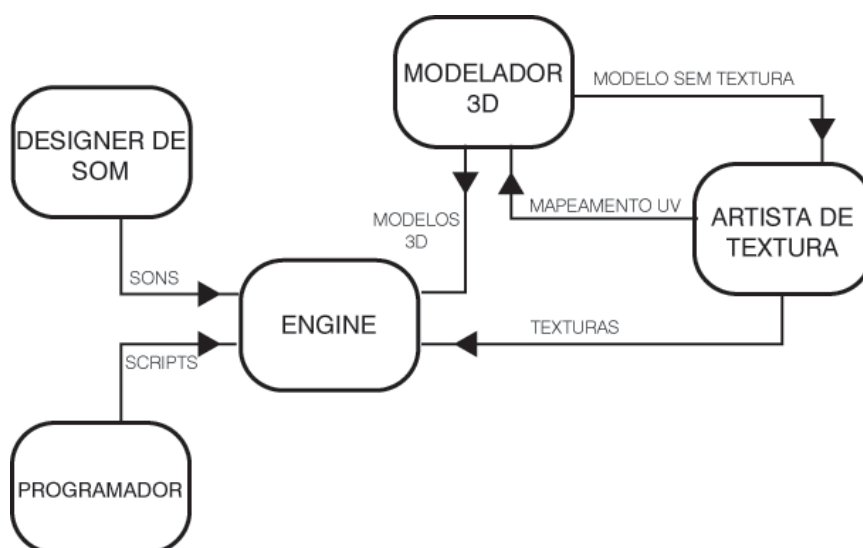 MODELADOR
3D
MODELO SEM TEXTURA
DESIGNER DE
SOM
MAPEAMENTO UV
ARTISTA DE
TEXTURA
MODELOS
3D
SONS
ENGINE
TEXTURAS
SCRIPTS
PROGRAMADOR